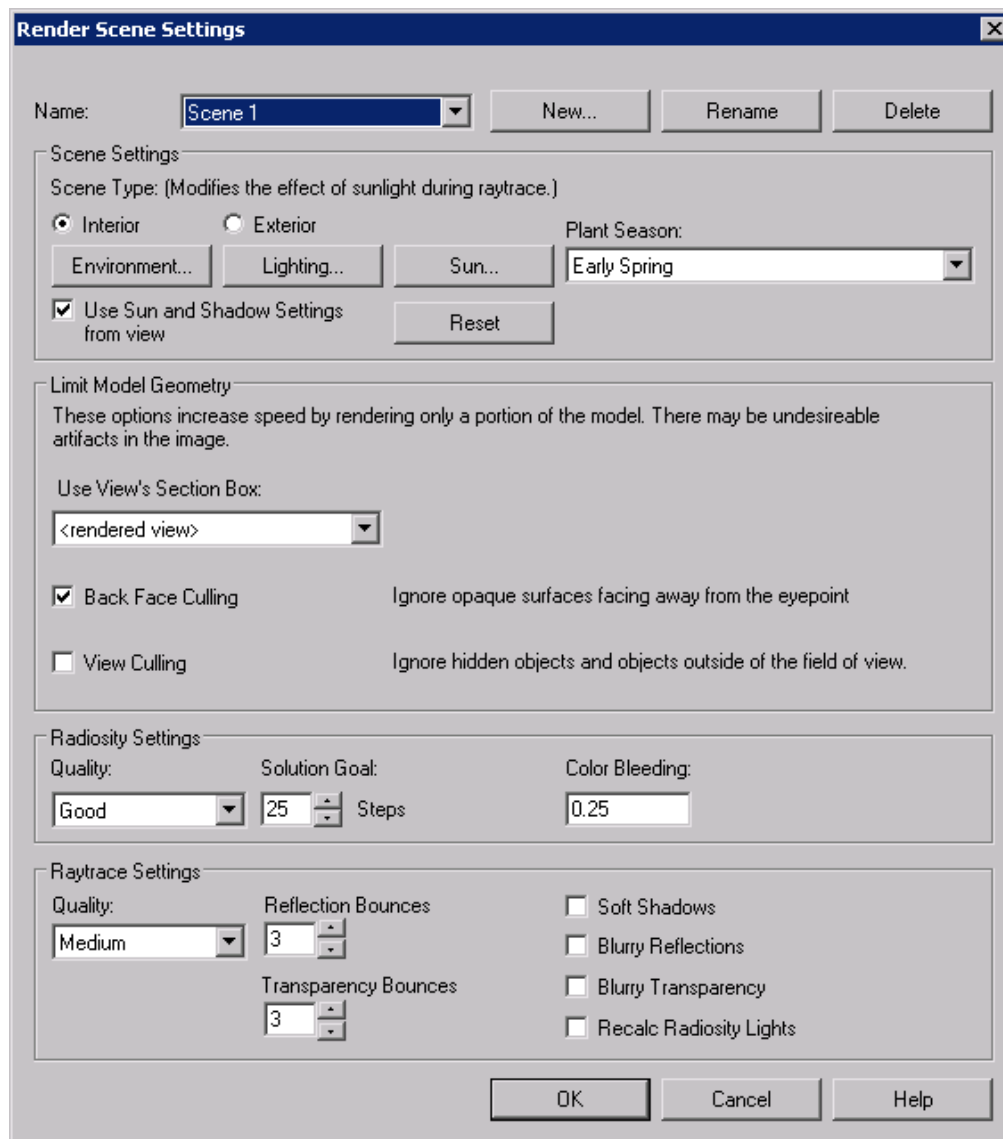 Render Scene Settings
Name:
Scene 1
New...
Rename
Delete
Scene Settings
Scene Type: (Modifies the effect of sunlight during raytrace.)
Interior
Exterior
Plant Season:
Environment...
Lighting...
Sun...
Early Spring
Use Sun and Shadow Settings
from view
Reset
Limit Model Geometry
These options increase speed by rendering only a portion of the model. There may be undesireable
artifacts in the image.
Use View's Section Box:
<rendered view>
Back Face Culling
Ignore opaque surfaces facing away from the eyepoint
View Culling
Ignore hidden objects and objects outside of the field of view.
Radiosity Settings
Quality:
Solution Goal:
Color Bleeding:
Good
25
Steps
0.25
Raytrace Settings
Quality:
Reflection Bounces
Soft Shadows
Medium
3
Blurry Reflections
Transparency Bounces
Blurry Transparency
3
Recalc Radiosity Lights
OK
Cancel
Help